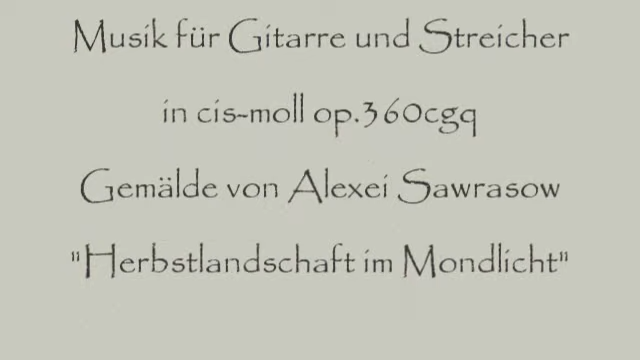 Musik für Gitarre und Streicher
in cis-moll op.360cgq
Gemälde von Alexei Sawrasow
"Herbstlandschaft im Mondlicht"